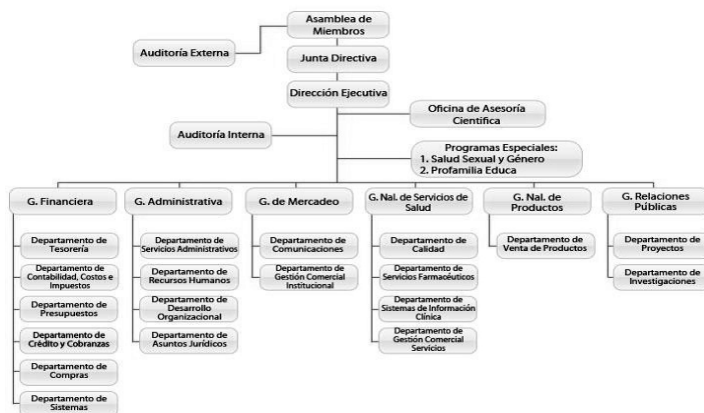 Asamblea de
Miembros
Auditoría Externa
Junta Directiva
Dirección Ejecutiva
Oficina de Asesoría
Cientifica
Auditoría Interna
Programas Especiales:
1. Salud Sexual y Género
2. Profamilia Educa
G. Financiera
Departamento de
Tesorería
Departamento de
Contabilidad, Costos e
Impuestos
Departamento de
Presupuestos
Departamento de
Crédito y Cobranzas
Departamento de
Compras
Departamento de
Sistemas
G. Administrativa
Departamento de
Servicios Administrativos
Departamento de
Recursos Humanos
Departamento de
Desarrollo
Organizacional
Departamento de
Asuntos Jurídicos
G. de Mercadeo
Departamento de
Comunicaciones
Departamento de
Gestión Comercial
Institucional
G. Nal. de Servicios de
Salud
Departamento de
Calidad
Departamento de
Servicios Farmacéuticos
Departamento de
Sistemas de Información
Clínica
Departamento de
Gestión Comercial
Servicios
G. Nal. de
Productos
Departamento de
Venta de Productos
G. Relaciones
Públicas
Departamento de
Proyectos
Departamento de
Investigaciones